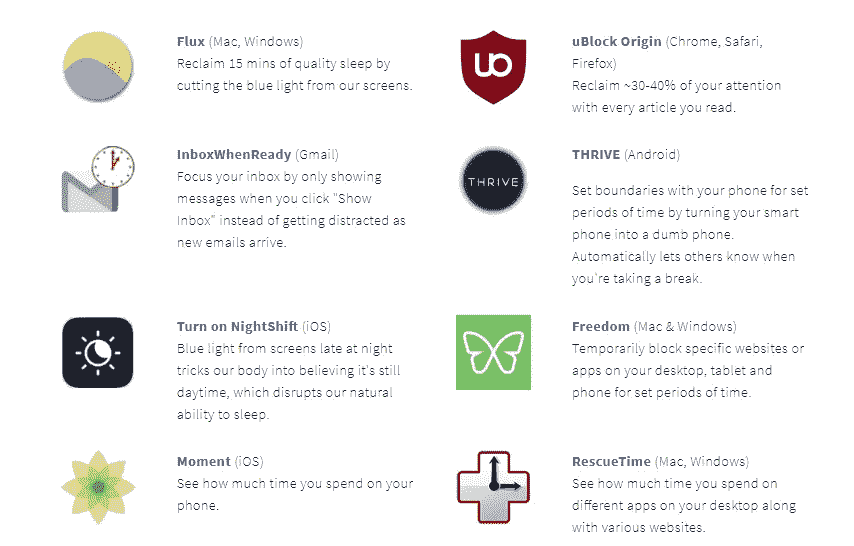 Flux (Mac, Windows)
Reclaim 15 mins of quality sleep by
cutting the blue light from our screens.
uBlock Origin (Chrome, Safari,
Firefox)
Reclaim ~30-40% of your attention
with every article you read.
InboxWhenReady (Gmail)
Focus your inbox by only showing
messages when you click "Show
Inbox" instead of getting distracted as
new emails arrive.
THRIVE
THRIVE (Android)
Set boundaries with your phone for set
periods of time by turning your smart
phone into a dumb phone.
Automatically lets others know when
you're taking a break.
Turn on NightShift (iOS)
Blue light from screens late at night
tricks our body into believing it's still
daytime, which disrupts our natural
ability to sleep.
Freedom (Mac & Windows)
Temporarily block specific websites or
apps on your desktop, tablet and
phone for set periods of time.
Moment (iOS)
See how much time you spend on your
phone.
RescueTime (Mac, Windows)
See how much time you spend on
different apps on your desktop along
with various websites.